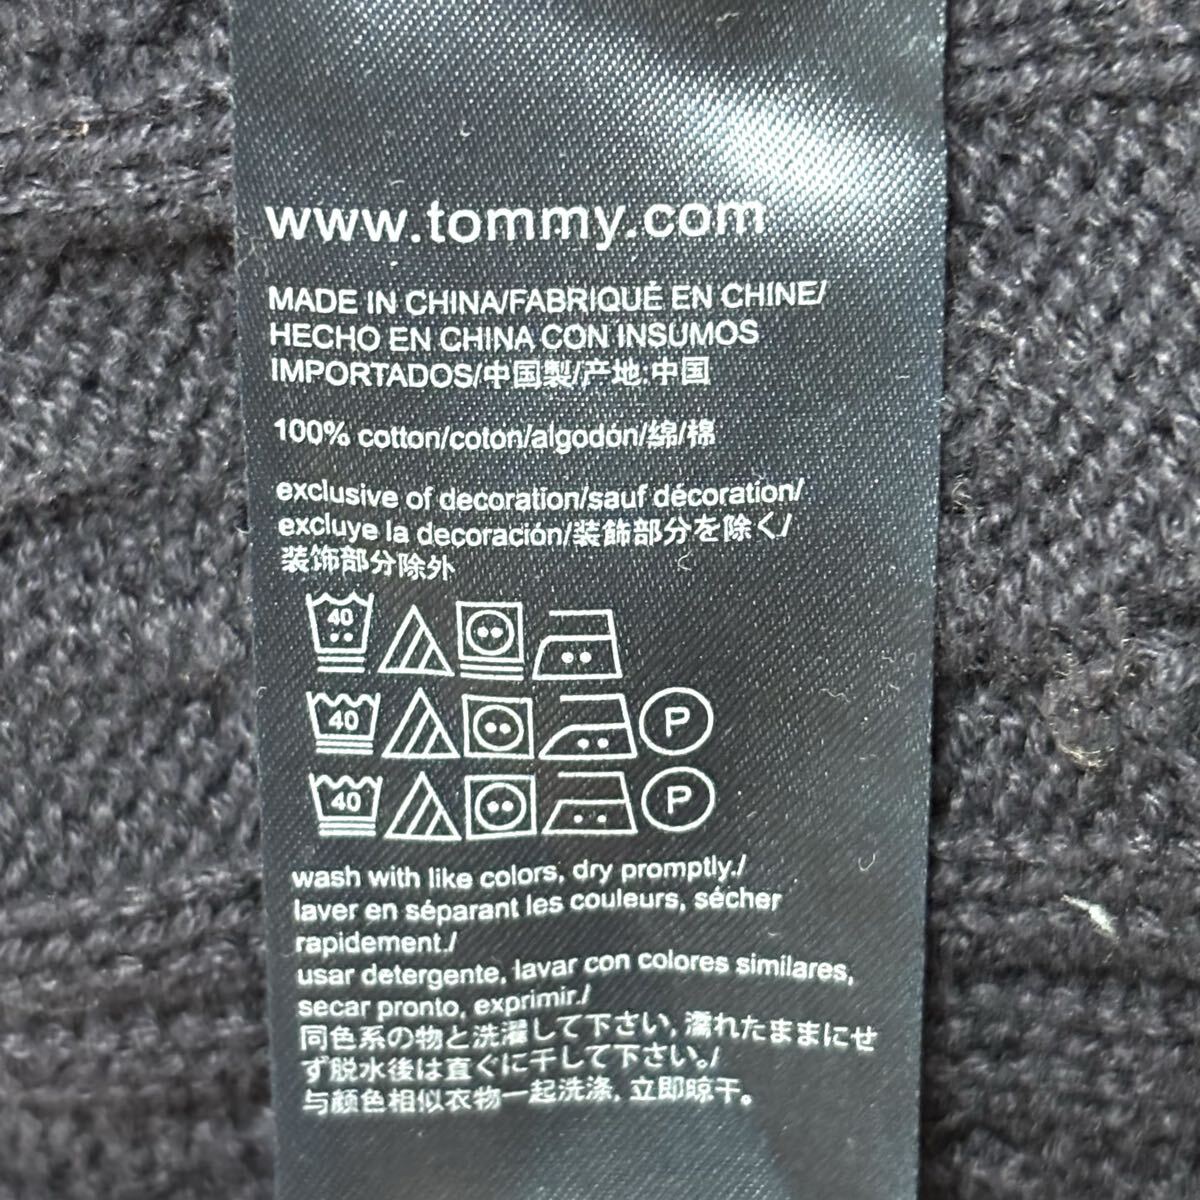 www.tommy.com
MADE IN CHINA/FABRIQUÉ EN CHINE/
HECHO EN CHINA CON INSUMOS
IMPORTADOS/中国製/产地:中国
100% cotton/coton/algodón/綿/棉
exclusive of decoration/sauf décoration/
excluye la decoración/装飾部分を除く/
装饰部分除外
40
40 P
40 P
wash with like colors, dry promptly./
laver en séparant les couleurs, sécher
rapidement./
usar detergente, lavar con colores similares,
secar pronto, exprimir./
同色系の物と洗濯して下さい, 濡れたままにせ
ず脱水後は直ぐに干して下さい。/
与颜色相似衣物一起洗涤, 立即晾干。